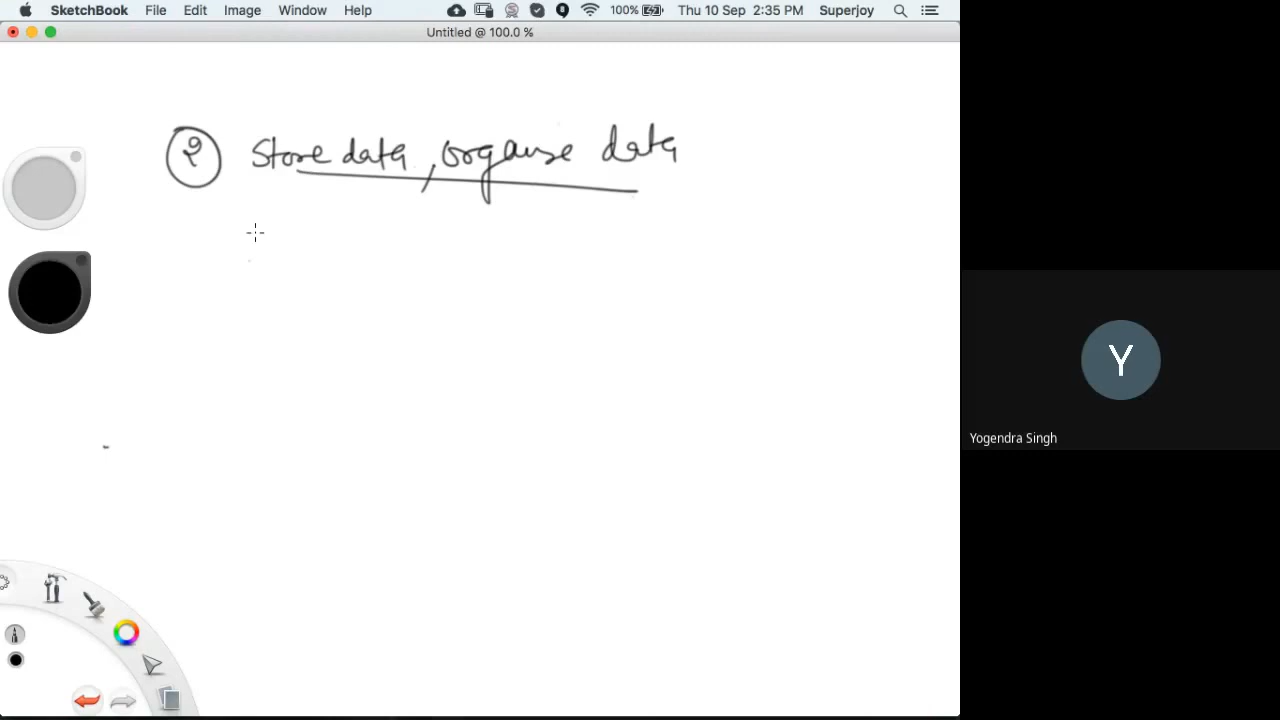 SketchBook File Edit Image Window Help 100% Thu 10 Sep 2:35 PM Superjoy
Untitled @ 100.0 %
Store data, organise data
Y
Yogendra Singh